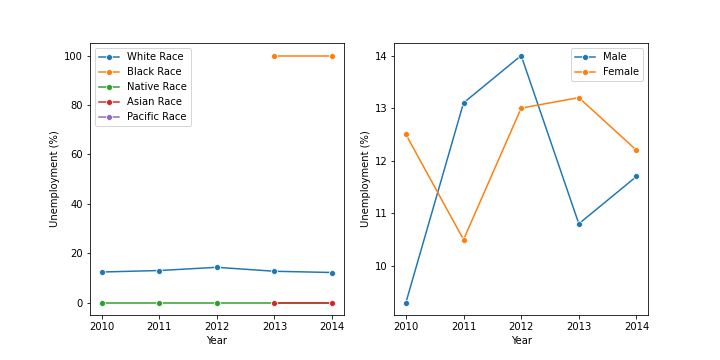 100
80
60
40
20
0
Unemployment (%)
2010 2011 2012 2013 2014
Year
White Race
Black Race
Native Race
Asian Race
Pacific Race
14
13
12
11
10
Unemployment (%)
2010 2011 2012 2013 2014
Year
Male
Female